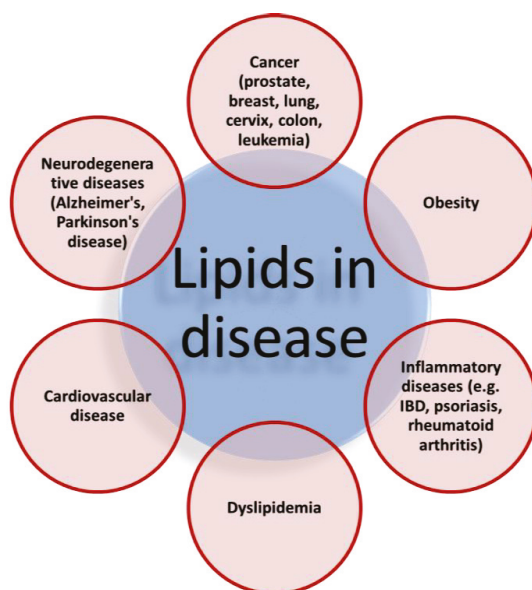 Cancer
(prostate,
breast, lung,
cervix, colon,
leukemia)
Neurodegenera
tive diseases
(Alzheimer's,
Parkinson's
disease)
Obesity
Lipids in
disease
Cardiovascular
disease
Inflammatory
diseases (e.g.
IBD, psoriasis,
rheumatoid
arthritis)
Dyslipidemia